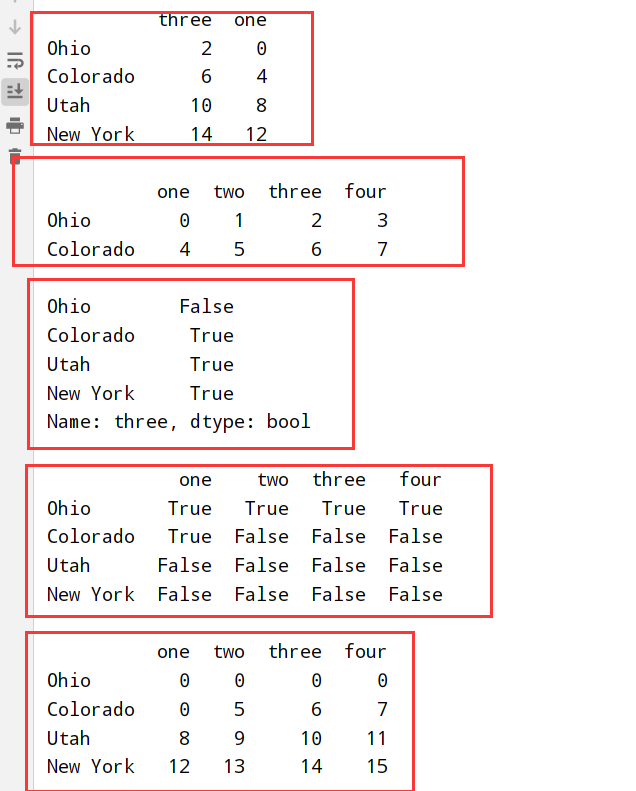 three one
Ohio 2 0
Colorado 6 4
Utah 10 8
New York 14 12
one two three four
Ohio 0 1 2 3
Colorado 4 5 6 7
Ohio False
Colorado True
Utah True
New York True
Name: three, dtype: bool
one two three four
Ohio True True True True
Colorado True False False False
Utah False False False False
New York False False False False
one two three four
Ohio 0 0 0 0
Colorado 0 5 6 7
Utah 8 9 10 11
New York 12 13 14 15